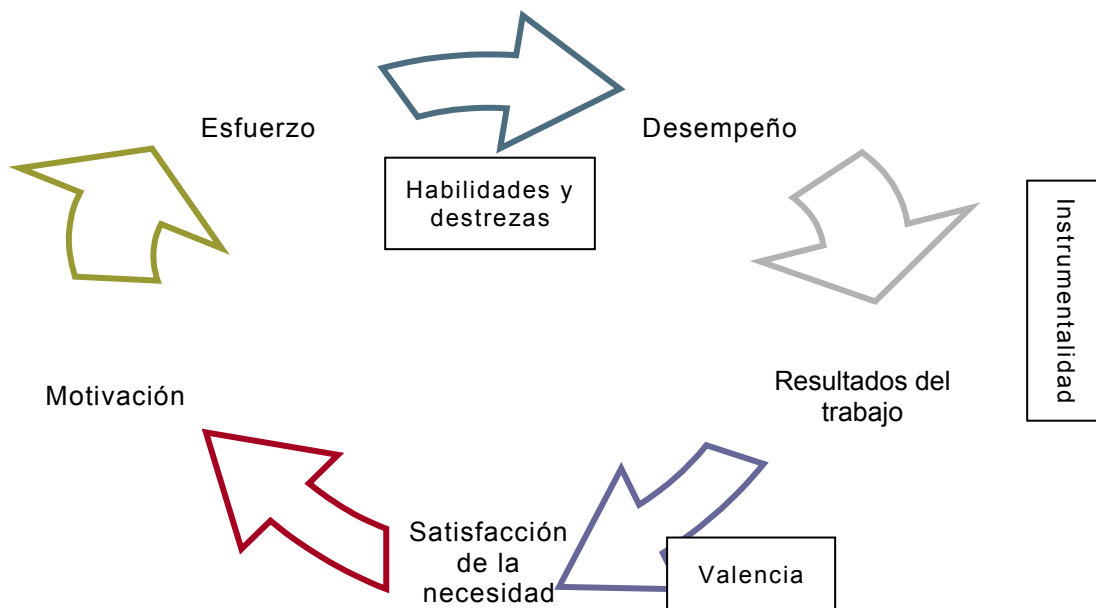 Esfuerzo
Desempeño
Habilidades y
destrezas
Instrumentalidad
Resultados del
trabajo
Motivación
Satisfacción
de la
necesidad
Valencia